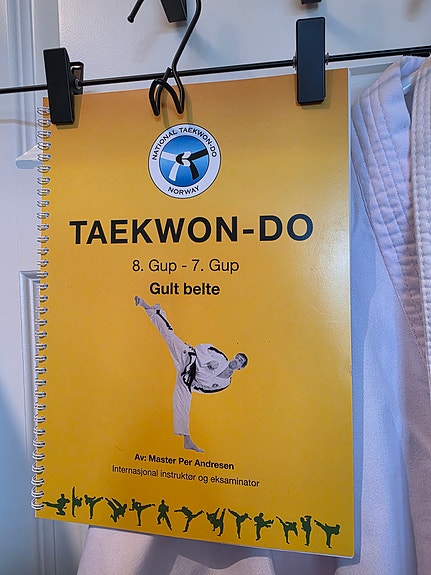 NATIONAL TAEKWON-DO
NORWAY
TAEKWON-DO
8. Gup - 7. Gup
Gult belte
Av: Master Per Andresen
Internasjonal instruktør og eksaminator